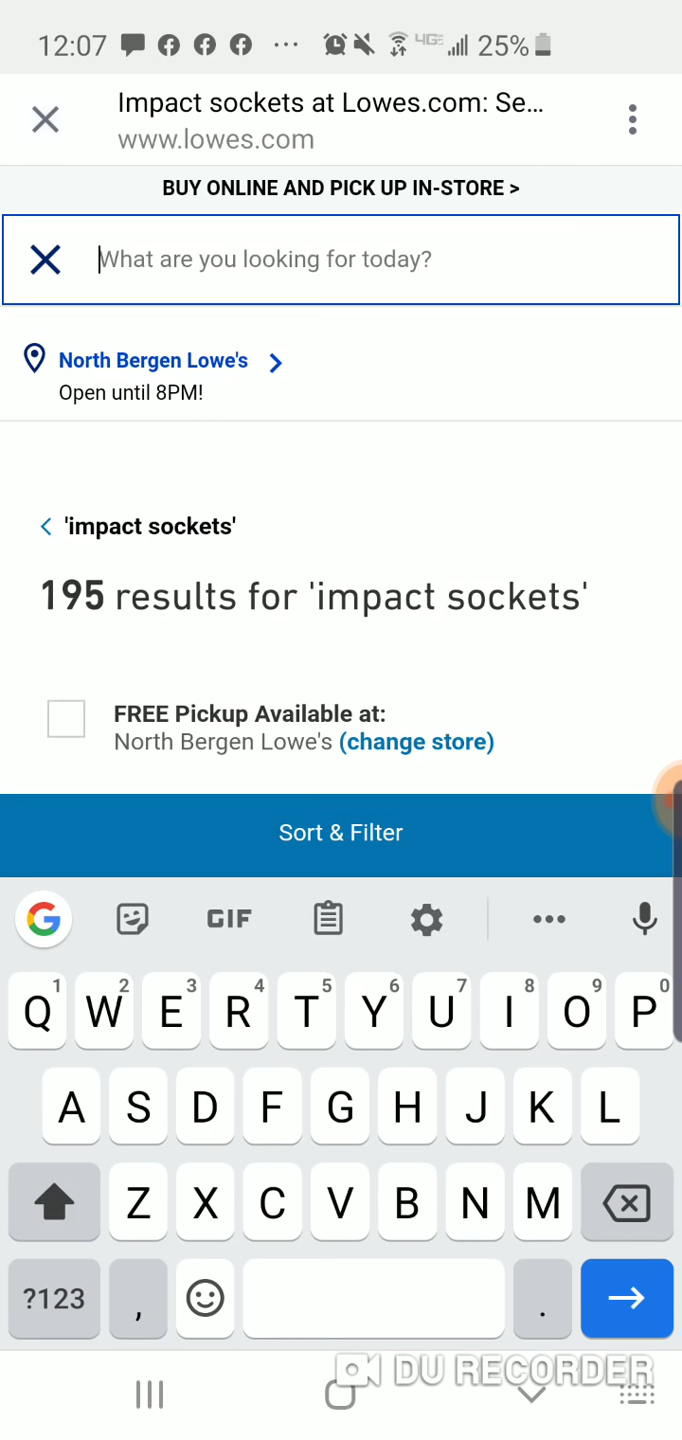 12:07 ... 4GE 25%
Impact sockets at Lowes.com: Se...
www.lowes.com
BUY ONLINE AND PICK UP IN-STORE >
What are you looking for today?
North Bergen Lowe's
Open until 8PM!
'impact sockets'
195 results for 'impact sockets'
FREE Pickup Available at:
North Bergen Lowe's (change store)
Sort & Filter
G GIF ...
1 2 3 4 5 6 7 8 9 0
Q W E R T Y U I O P
A S D F G H J K L
Z X C V B N M
?123 , .
DU RECORDER